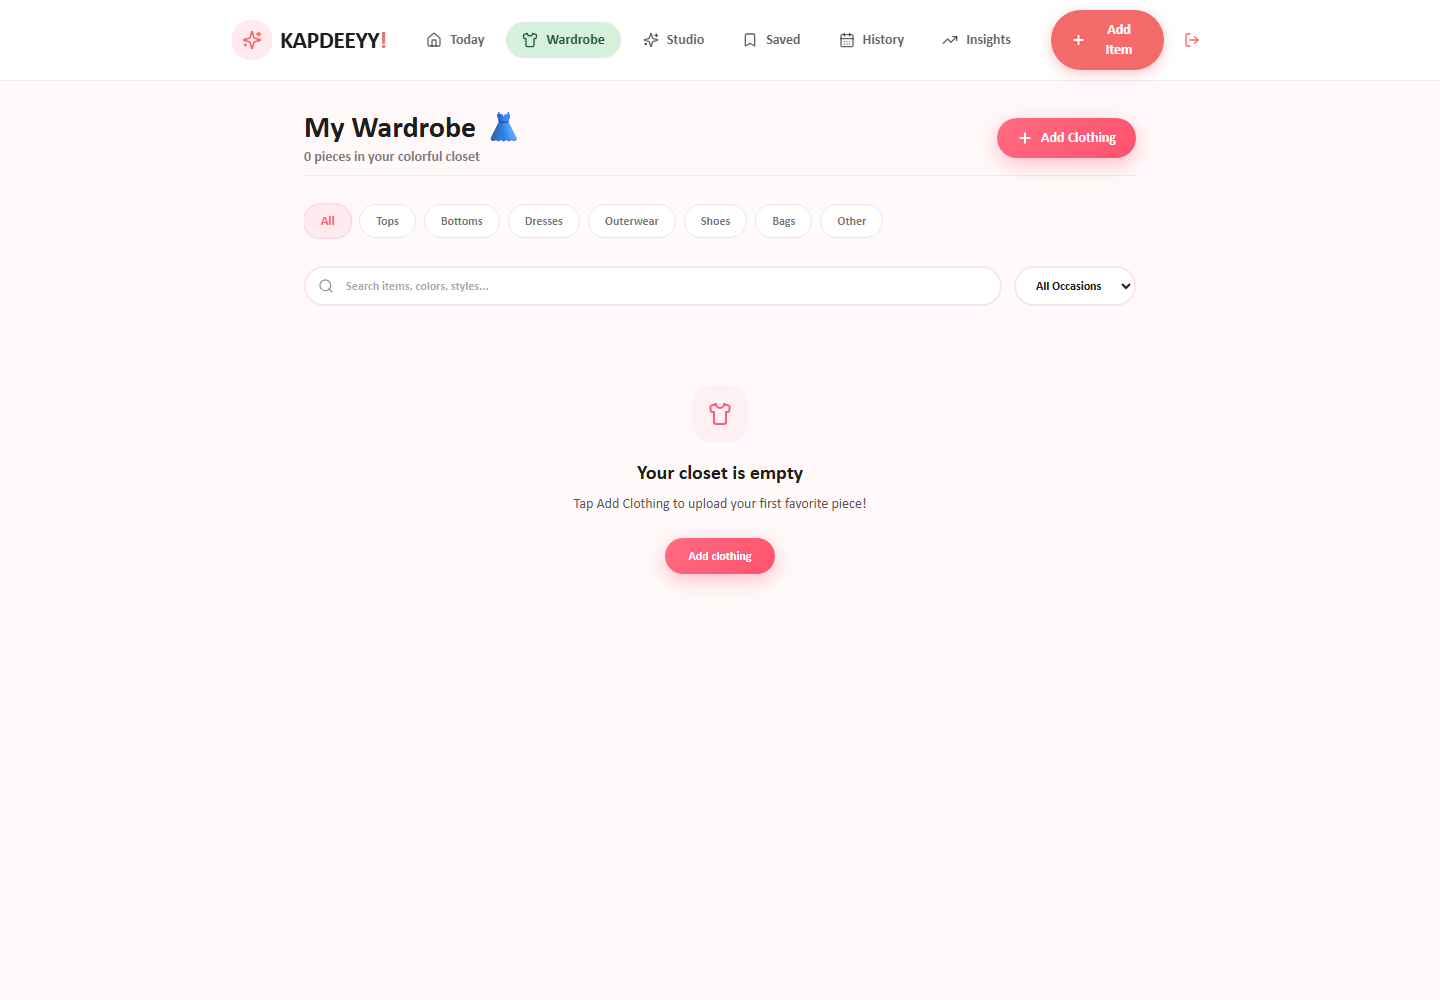 KAPDEEYY!
Today
Wardrobe
Studio
Saved
History
Insights
Add
Item
My Wardrobe
0 pieces in your colorful closet
Add Clothing
All
Tops
Bottoms
Dresses
Outerwear
Shoes
Bags
Other
Search items, colors, styles...
All Occasions
Your closet is empty
Tap Add Clothing to upload your first favorite piece!
Add clothing